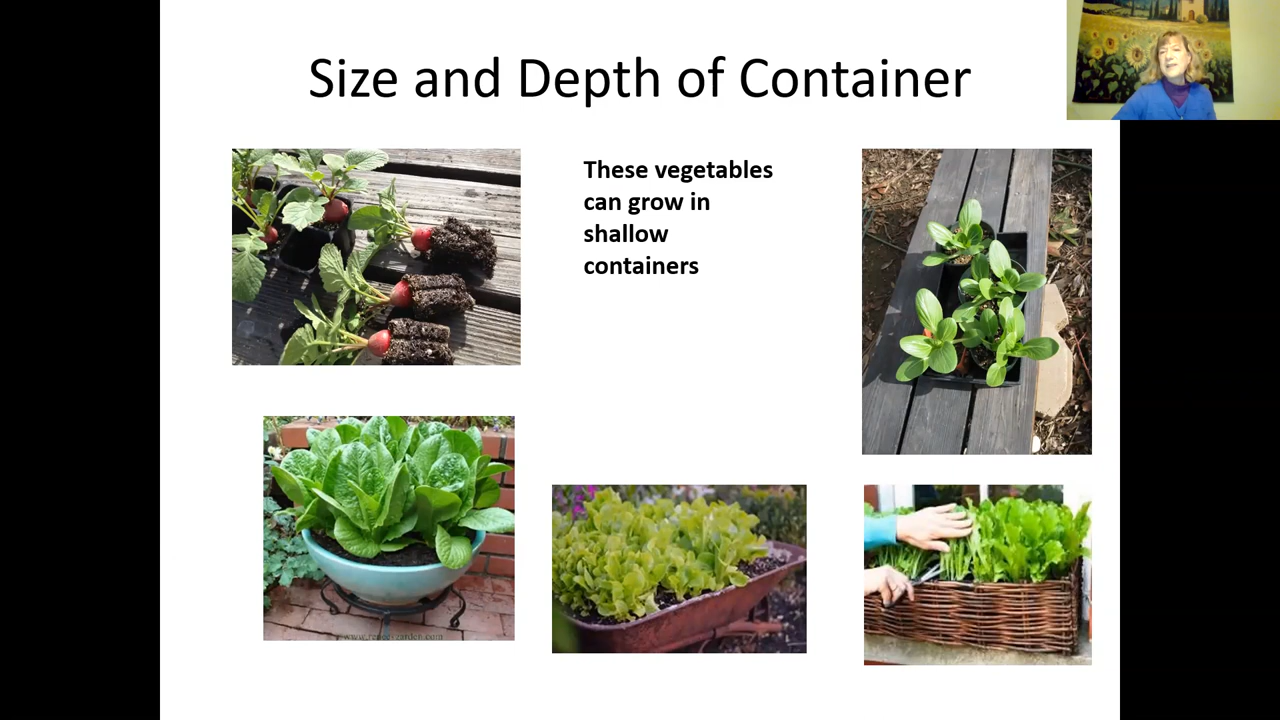 Size and Depth of Container
These vegetables
can grow in
shallow
containers